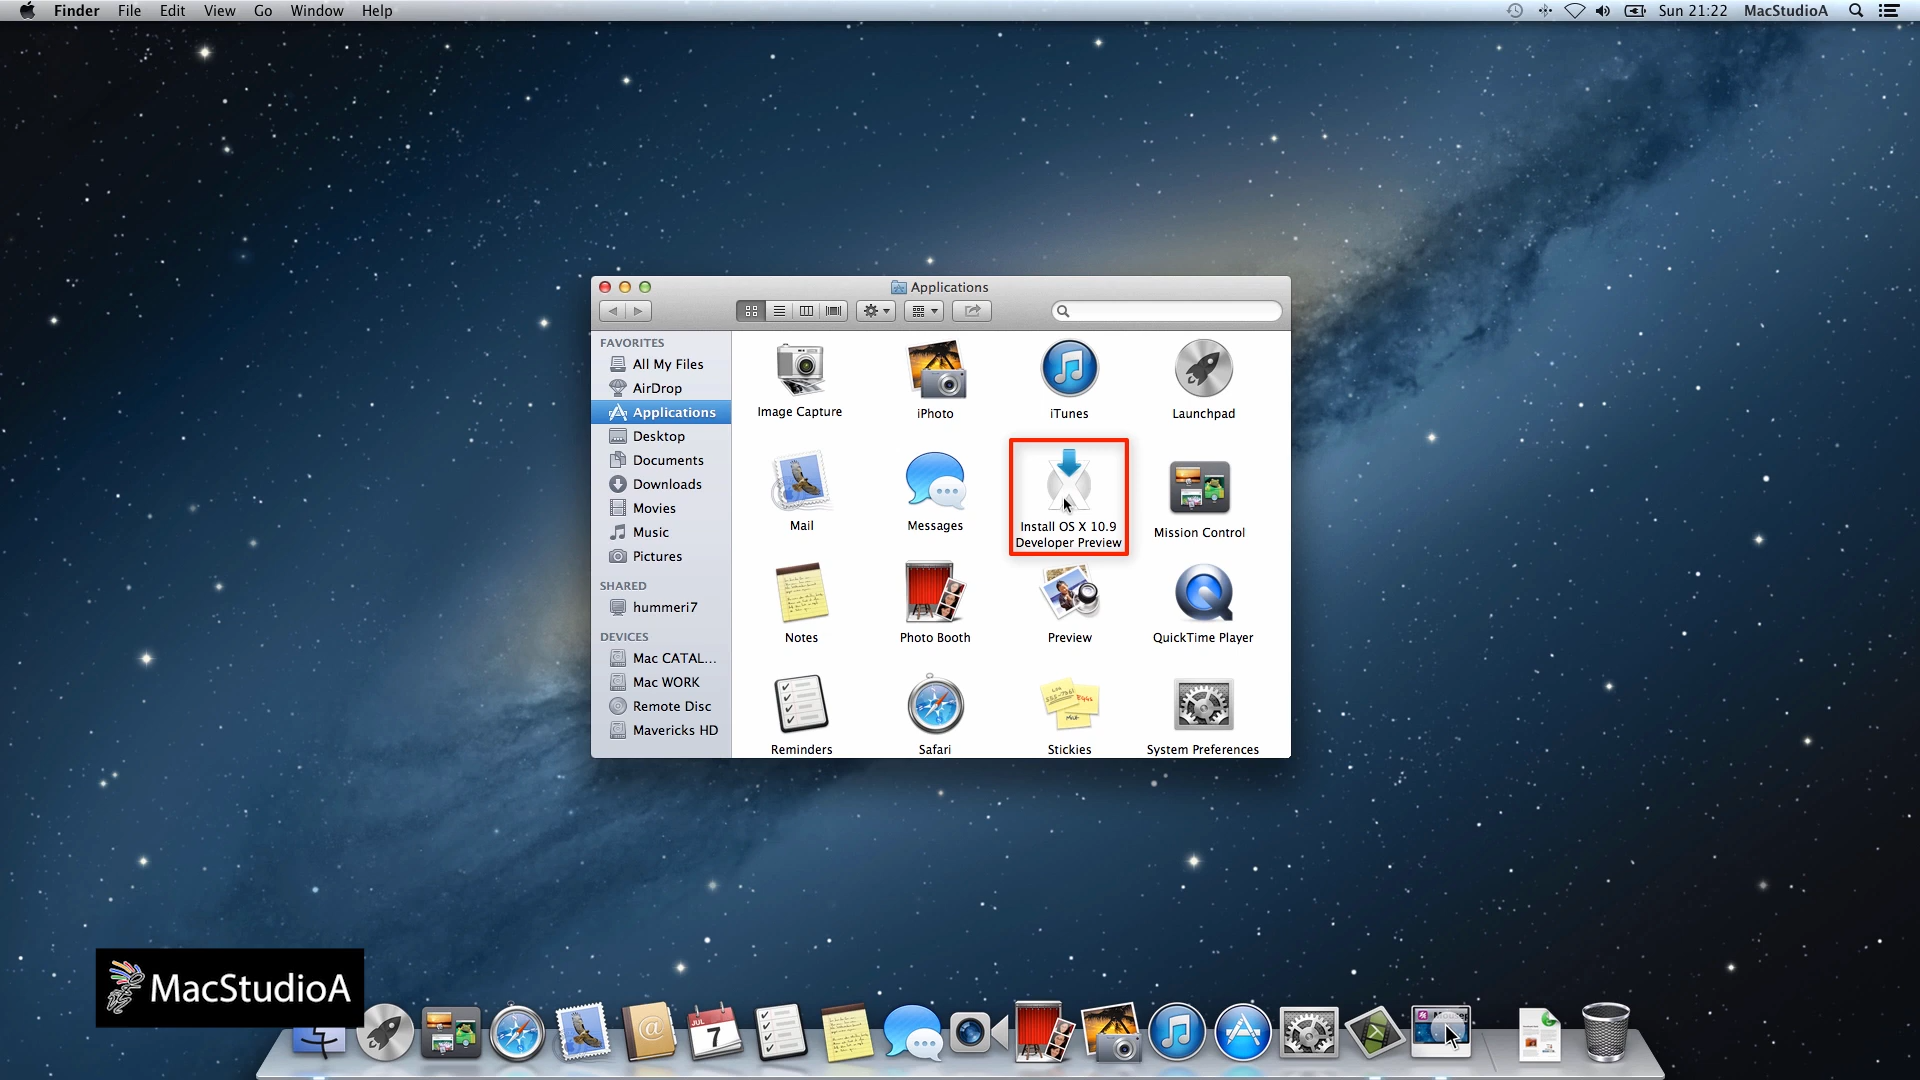 Finder File Edit View Go Window Help
Sun 21:22 MacStudioA
Applications
FAVORITES
All My Files
AirDrop
Applications
Desktop
Documents
Downloads
Movies
Music
Pictures
SHARED
hummeri7
DEVICES
Mac CATAL...
Mac WORK
Remote Disc
Mavericks HD
Image Capture
iPhoto
iTunes
Launchpad
Mail
Messages
Install OS X 10.9
Developer Preview
Mission Control
Notes
Photo Booth
Preview
QuickTime Player
Reminders
Safari
Stickies
System Preferences
MacStudioA
JUL
7